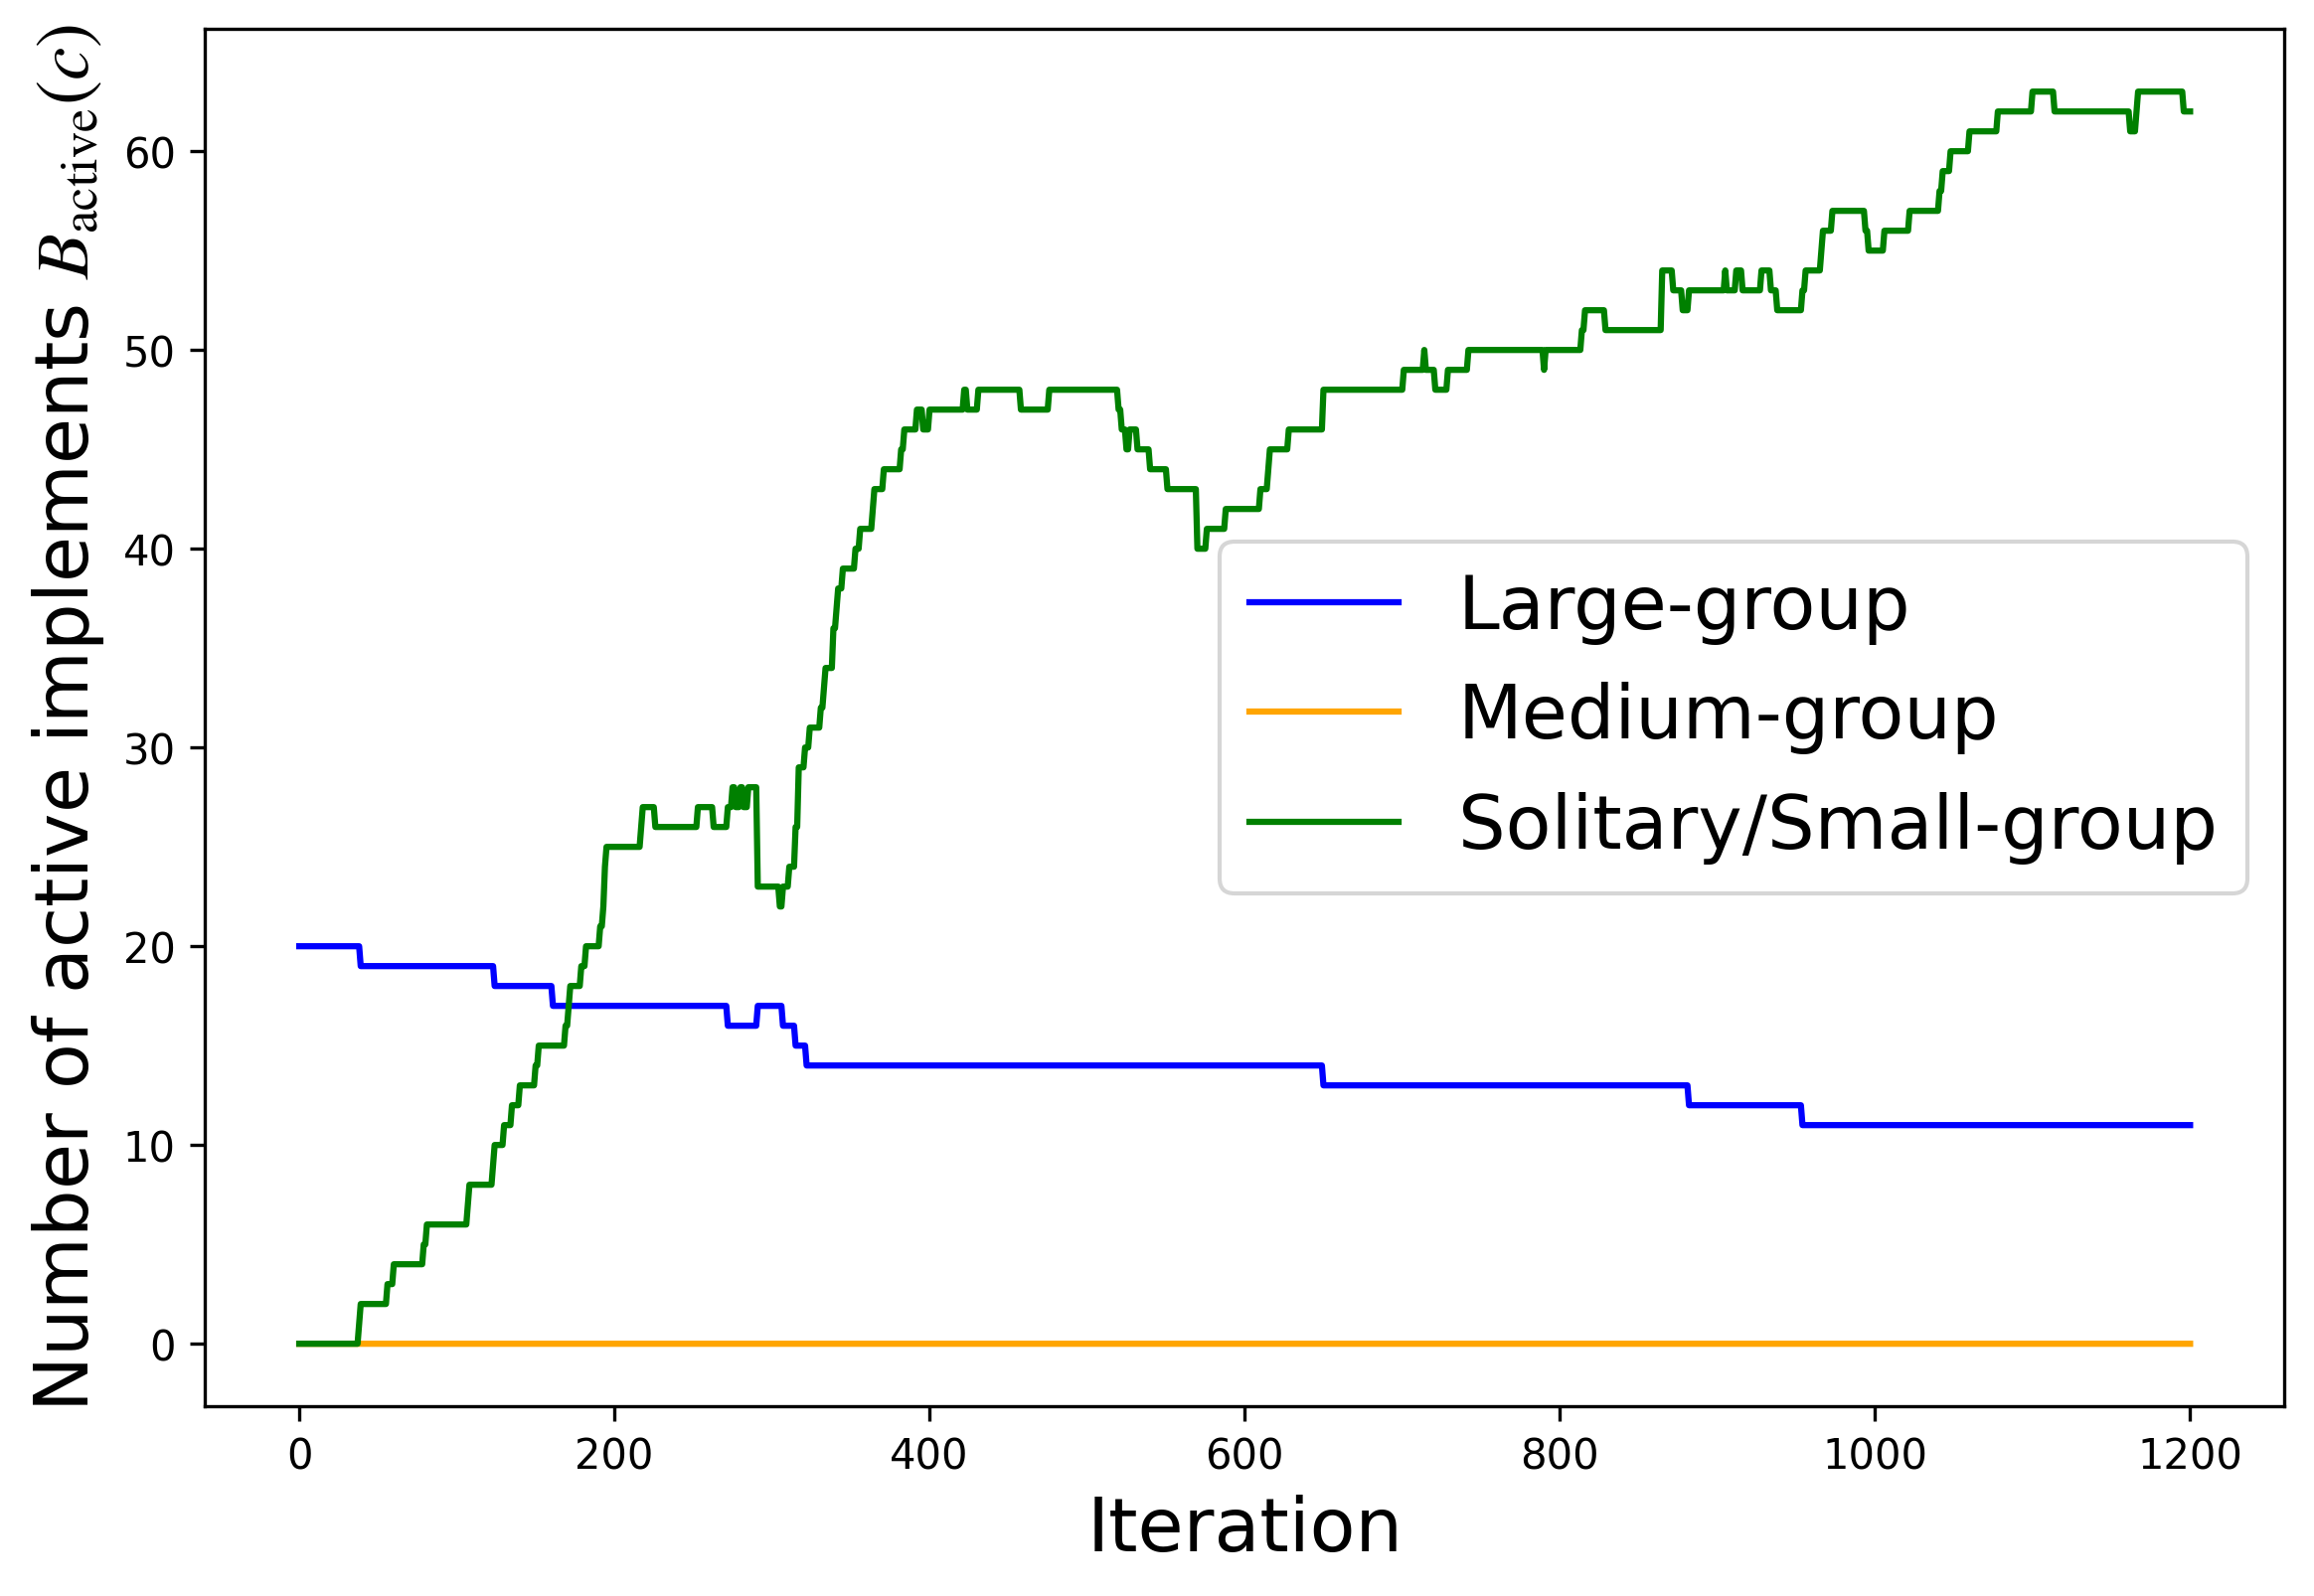 Number of active implements B_active(c)
60
50
40
30
20
10
0
Large-group
Medium-group
Solitary/Small-group
0 200 400 600 800 1000 1200
Iteration